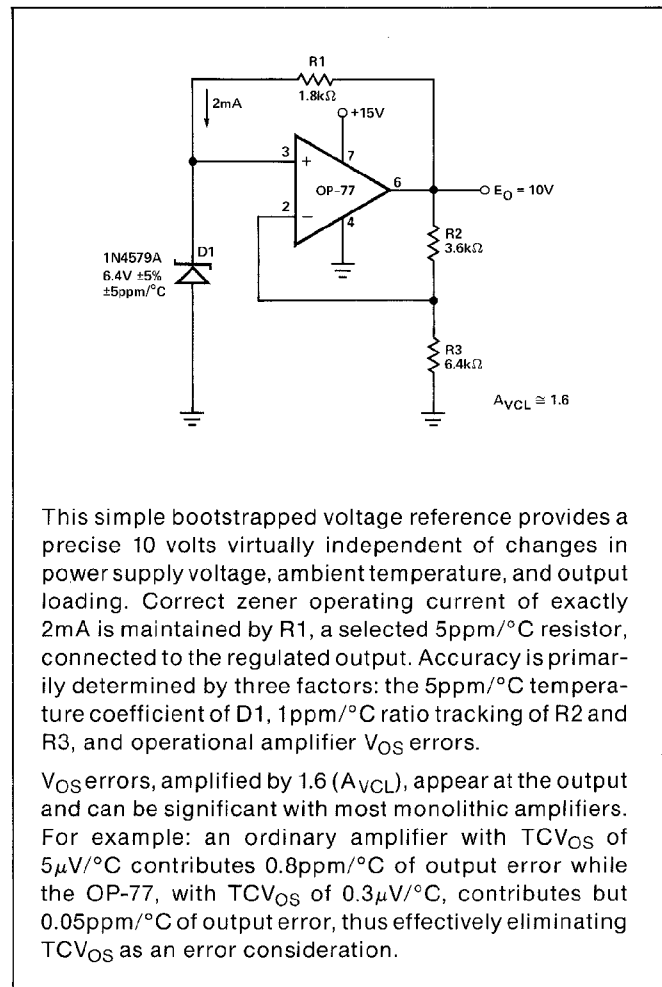 R1
1.8kΩ
2mA
+15V
3
+
7
OP-77
6
E_O = 10V
2
−
4
R2
3.6kΩ
1N4579A
D1
6.4V ±5%
±5ppm/°C
R3
6.4kΩ
A_VCL ≅ 1.6
This simple bootstrapped voltage reference provides a
precise 10 volts virtually independent of changes in
power supply voltage, ambient temperature, and output
loading. Correct zener operating current of exactly
2mA is maintained by R1, a selected 5ppm/°C resistor,
connected to the regulated output. Accuracy is primar-
ily determined by three factors: the 5ppm/°C tempera-
ture coefficient of D1, 1ppm/°C ratio tracking of R2 and
R3, and operational amplifier V_OS errors.
V_OS errors, amplified by 1.6 (A_VCL), appear at the output
and can be significant with most monolithic amplifiers.
For example: an ordinary amplifier with TCV_OS of
5μV/°C contributes 0.8ppm/°C of output error while
the OP-77, with TCV_OS of 0.3μV/°C, contributes but
0.05ppm/°C of output error, thus effectively eliminating
TCV_OS as an error consideration.